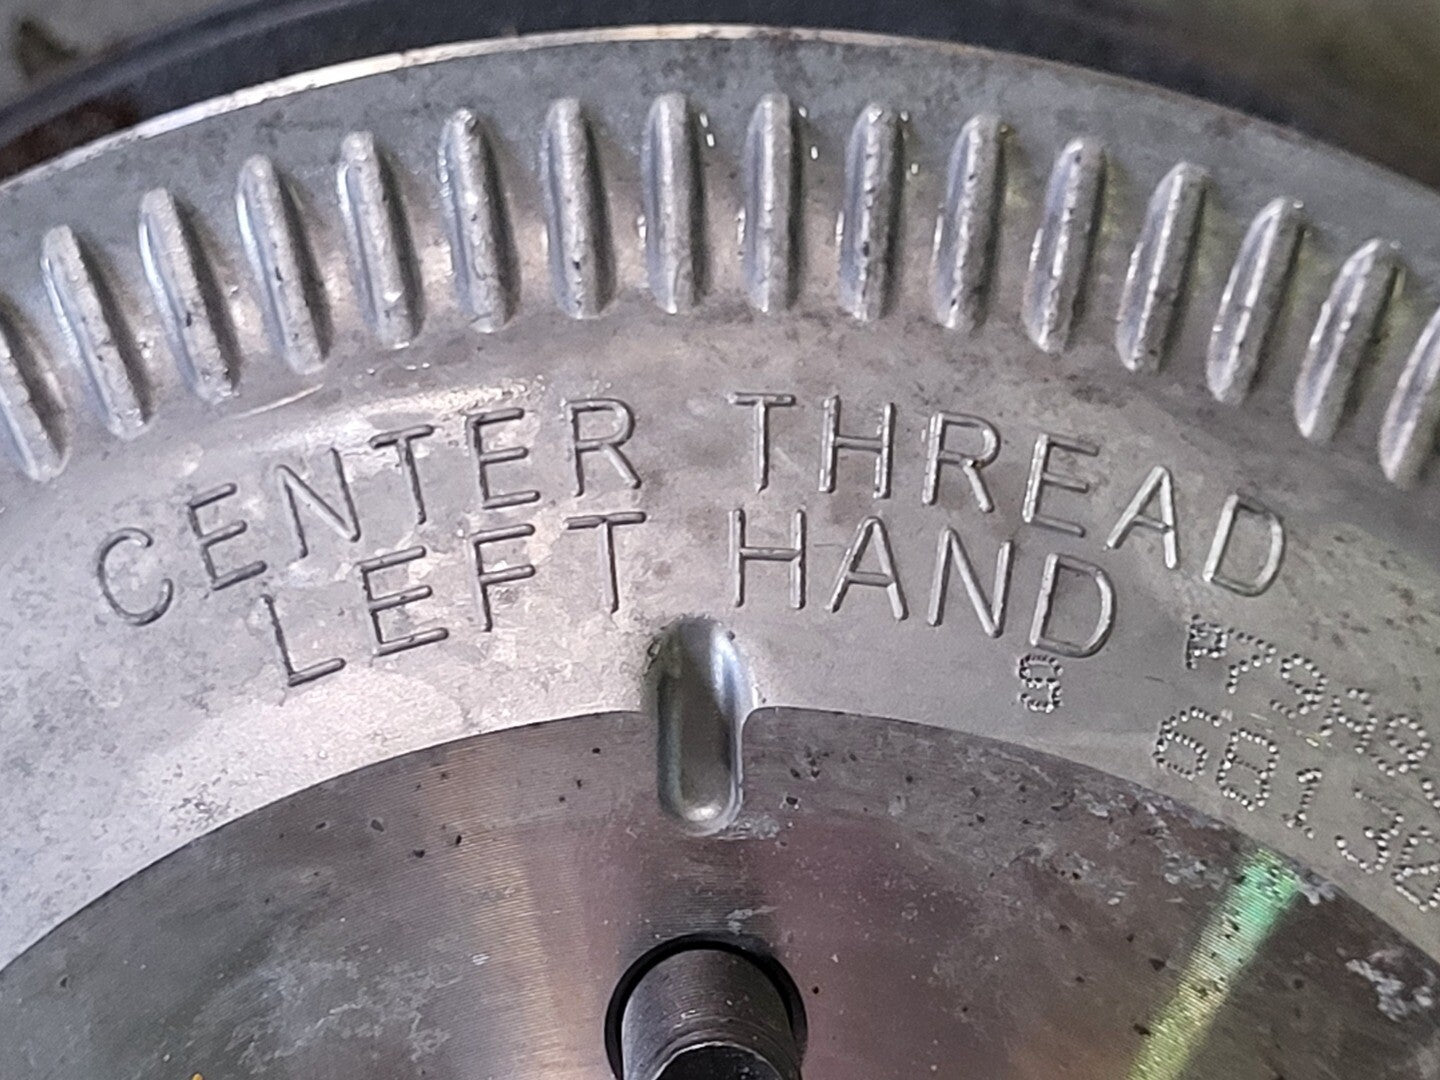 CENTER THREAD
LEFT HAND
S